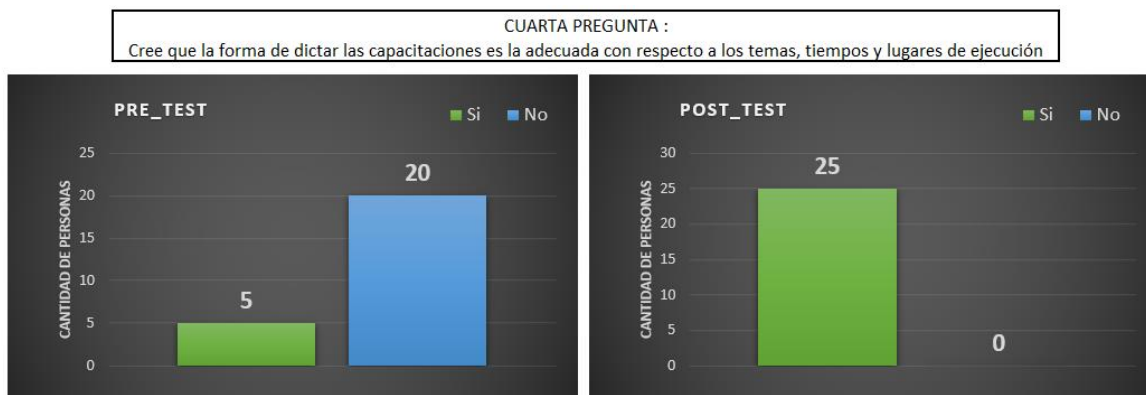 CUARTA PREGUNTA :
Cree que la forma de dictar las capacitaciones es la adecuada con respecto a los temas, tiempos y lugares de ejecución
PRE_TEST
Si No
CANTIDAD DE PERSONAS
25
20
15
10
5
0
5
20
POST_TEST
Si No
CANTIDAD DE PERSONAS
30
25
20
15
10
5
0
25
0